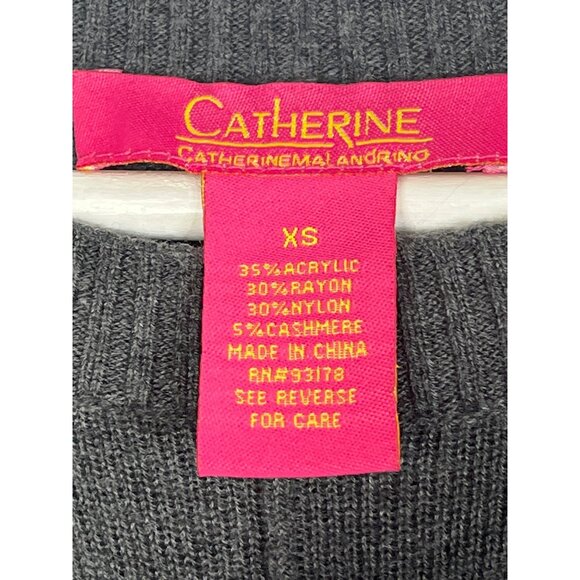 CATHERINE
CATHERINEMALANDRINO
XS
35%ACRYLIC
30%RAYON
30%NYLON
5%CASHMERE
MADE IN CHINA
RN#93178
SEE REVERSE
FOR CARE